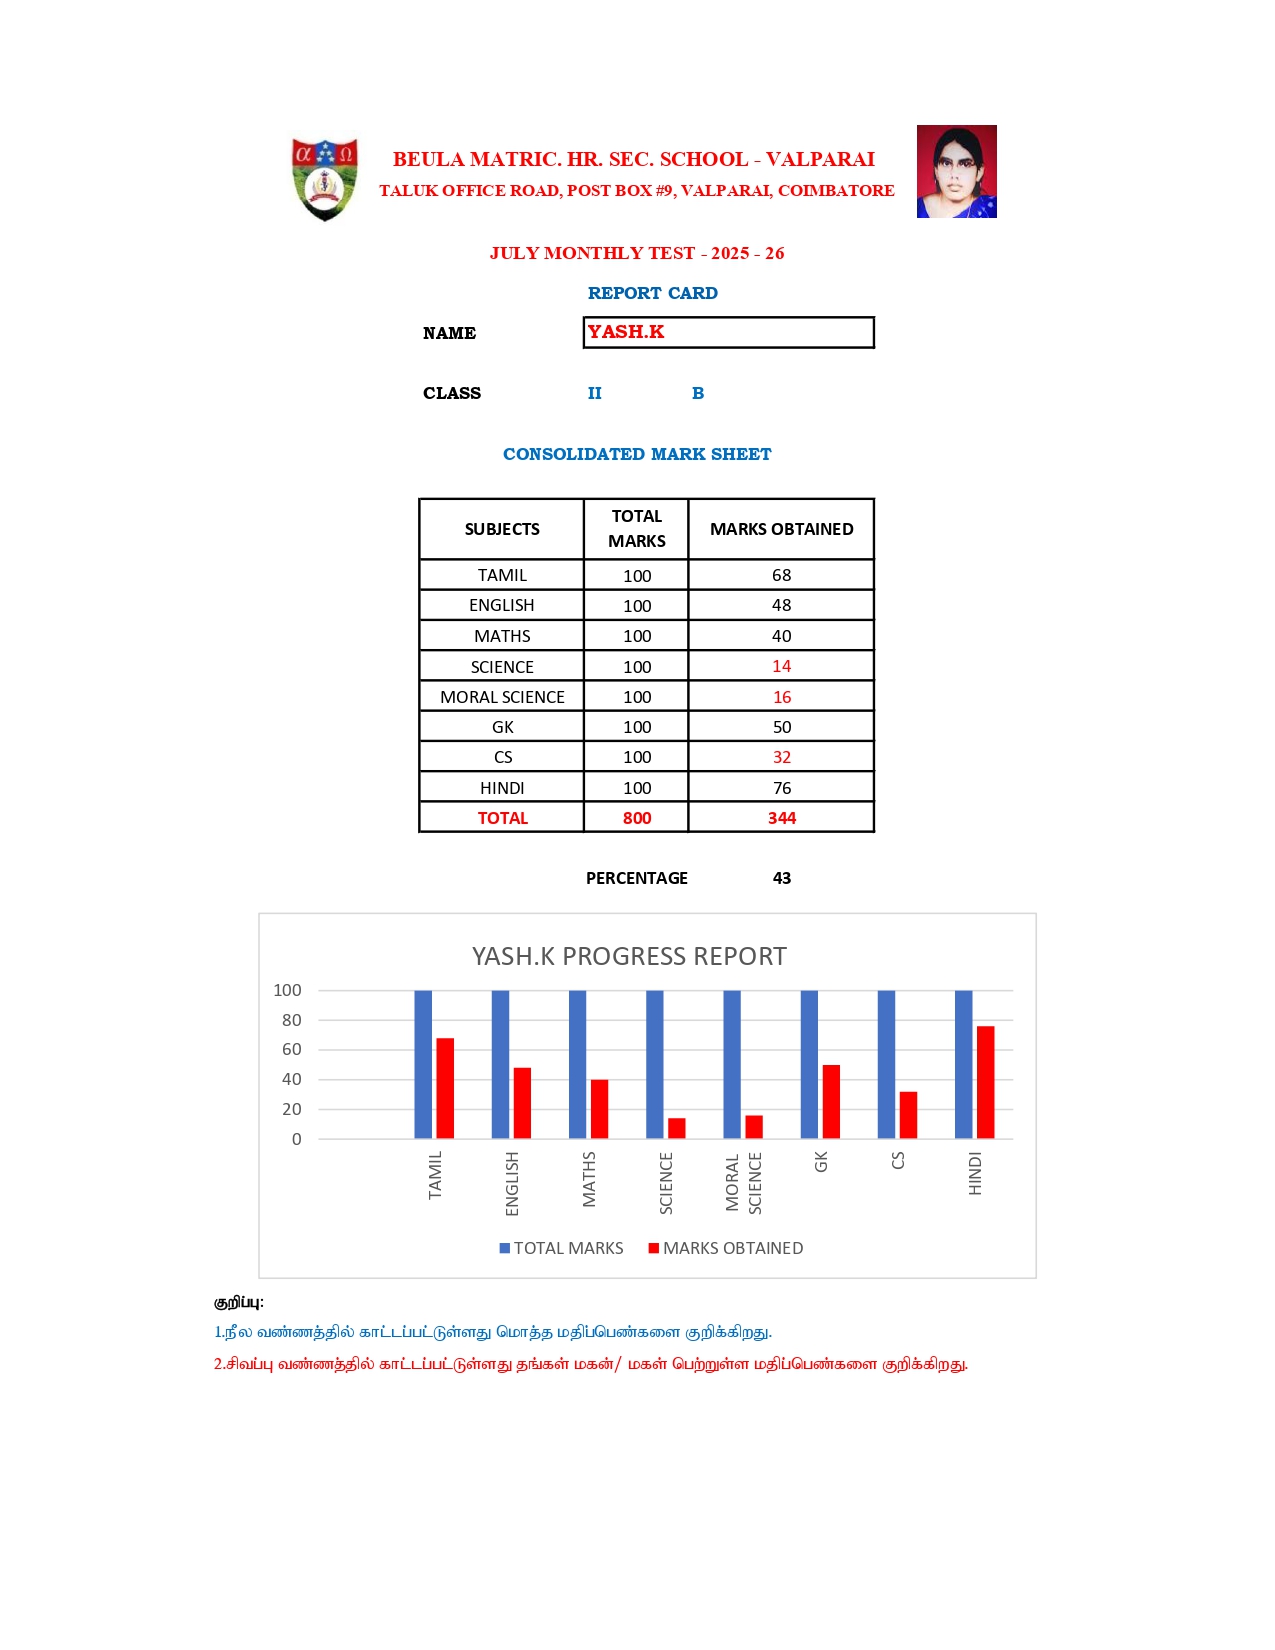 α Ω
BEULA MATRIC. HR. SEC. SCHOOL - VALPARAI
TALUK OFFICE ROAD, POST BOX #9, VALPARAI, COIMBATORE
JULY MONTHLY TEST - 2025 - 26
REPORT CARD
NAME YASH.K
CLASS II B
CONSOLIDATED MARK SHEET
SUBJECTS TOTAL MARKS MARKS OBTAINED
TAMIL 100 68
ENGLISH 100 48
MATHS 100 40
SCIENCE 100 14
MORAL SCIENCE 100 16
GK 100 50
CS 100 32
HINDI 100 76
TOTAL 800 344
PERCENTAGE 43
YASH.K PROGRESS REPORT
100
80
60
40
20
0
TAMIL
ENGLISH
MATHS
SCIENCE
MORAL SCIENCE
GK
CS
HINDI
TOTAL MARKS MARKS OBTAINED
குறிப்பு:
1.நீல வண்ணத்தில் காட்டப்பட்டுள்ளது மொத்த மதிப்பெண்களை குறிக்கிறது.
2.சிவப்பு வண்ணத்தில் காட்டப்பட்டுள்ளது தங்கள் மகன்/ மகள் பெற்றுள்ள மதிப்பெண்களை குறிக்கிறது.